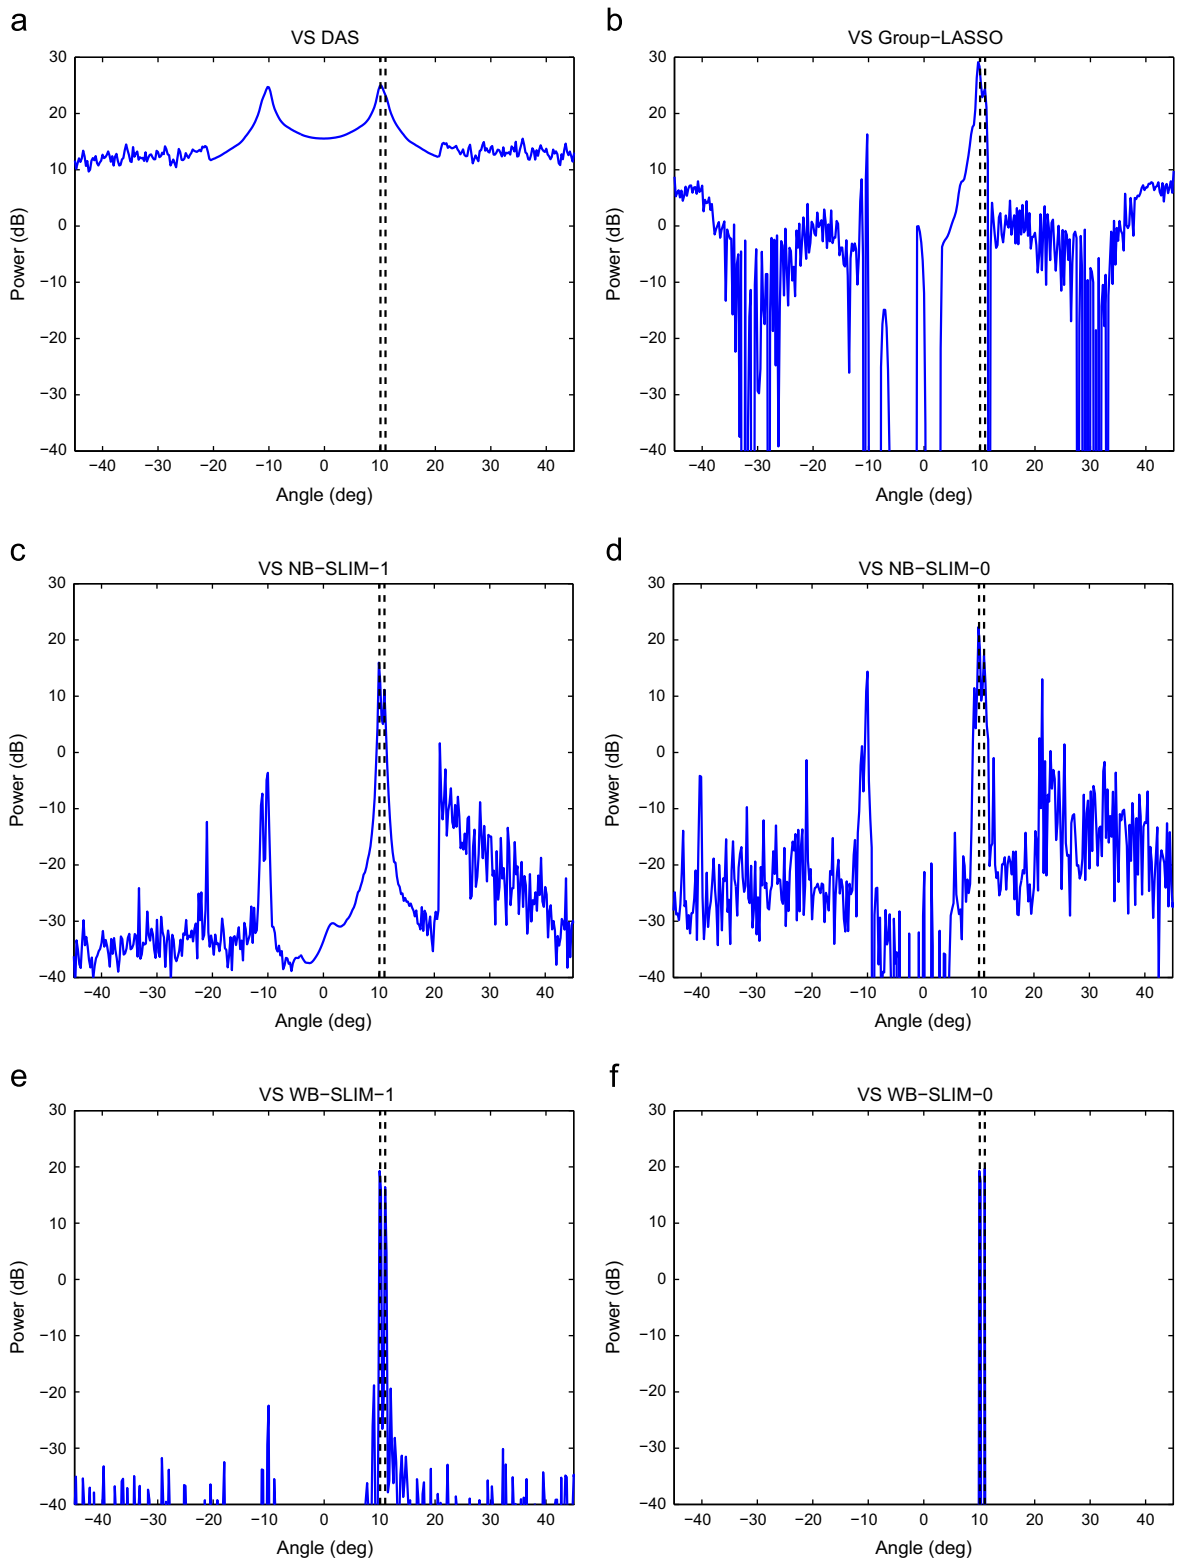 a
VS DAS
30
20
10
0
−10
−20
−30
−40
Power (dB)
−40 −30 −20 −10 0 10 20 30 40
Angle (deg)
b
VS Group−LASSO
30
20
10
0
−10
−20
−30
−40
Power (dB)
−40 −30 −20 −10 0 10 20 30 40
Angle (deg)
c
VS NB−SLIM−1
30
20
10
0
−10
−20
−30
−40
Power (dB)
−40 −30 −20 −10 0 10 20 30 40
Angle (deg)
d
VS NB−SLIM−0
30
20
10
0
−10
−20
−30
−40
Power (dB)
−40 −30 −20 −10 0 10 20 30 40
Angle (deg)
e
VS WB−SLIM−1
30
20
10
0
−10
−20
−30
−40
Power (dB)
−40 −30 −20 −10 0 10 20 30 40
Angle (deg)
f
VS WB−SLIM−0
30
20
10
0
−10
−20
−30
−40
Power (dB)
−40 −30 −20 −10 0 10 20 30 40
Angle (deg)